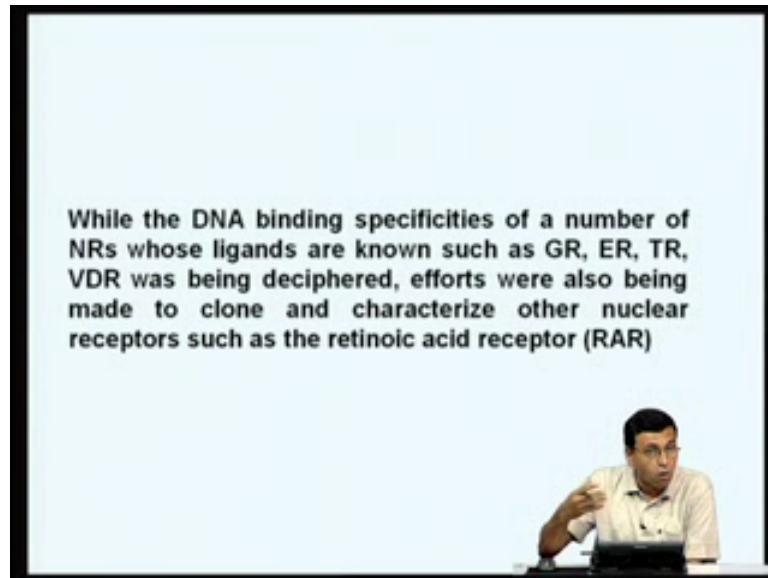 While the DNA binding specificities of a number of
NRs whose ligands are known such as GR, ER, TR,
VDR was being deciphered, efforts were also being
made to clone and characterize other nuclear
receptors such as the retinoic acid receptor (RAR)